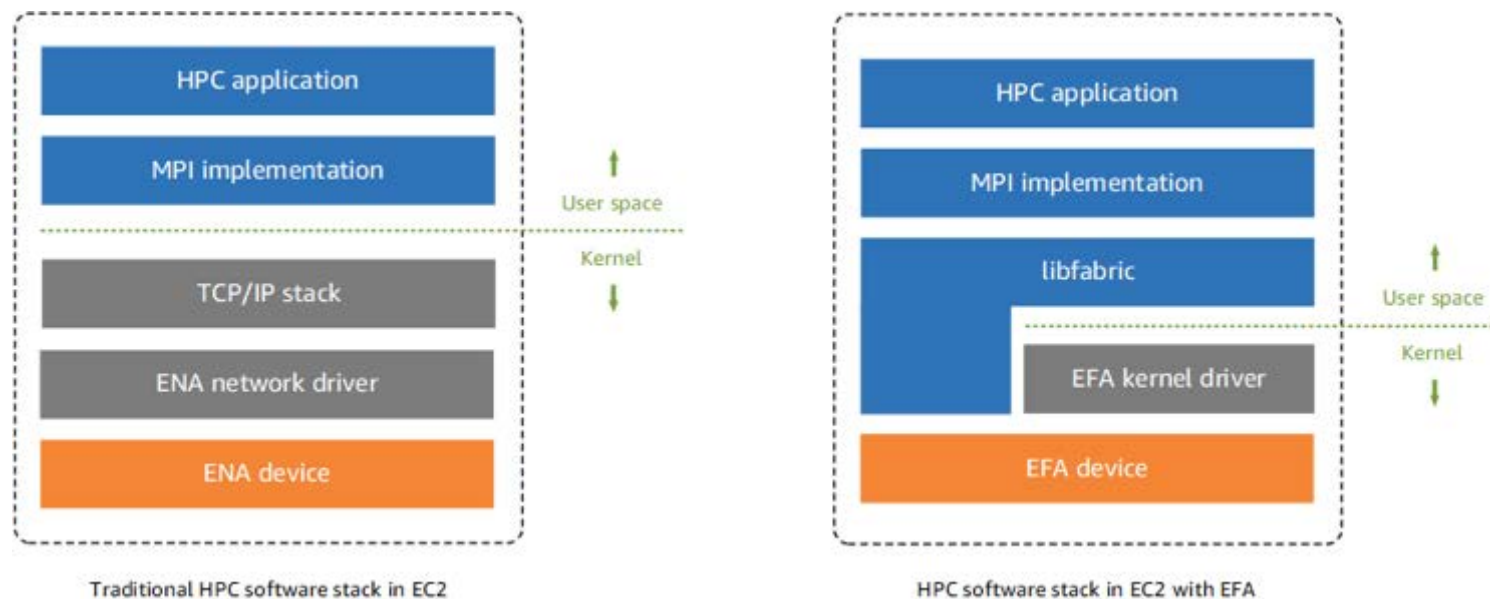 HPC application
MPI implementation
User space
Kernel
TCP/IP stack
ENA network driver
ENA device
Traditional HPC software stack in EC2
HPC application
MPI implementation
libfabric
User space
Kernel
EFA kernel driver
EFA device
HPC software stack in EC2 with EFA